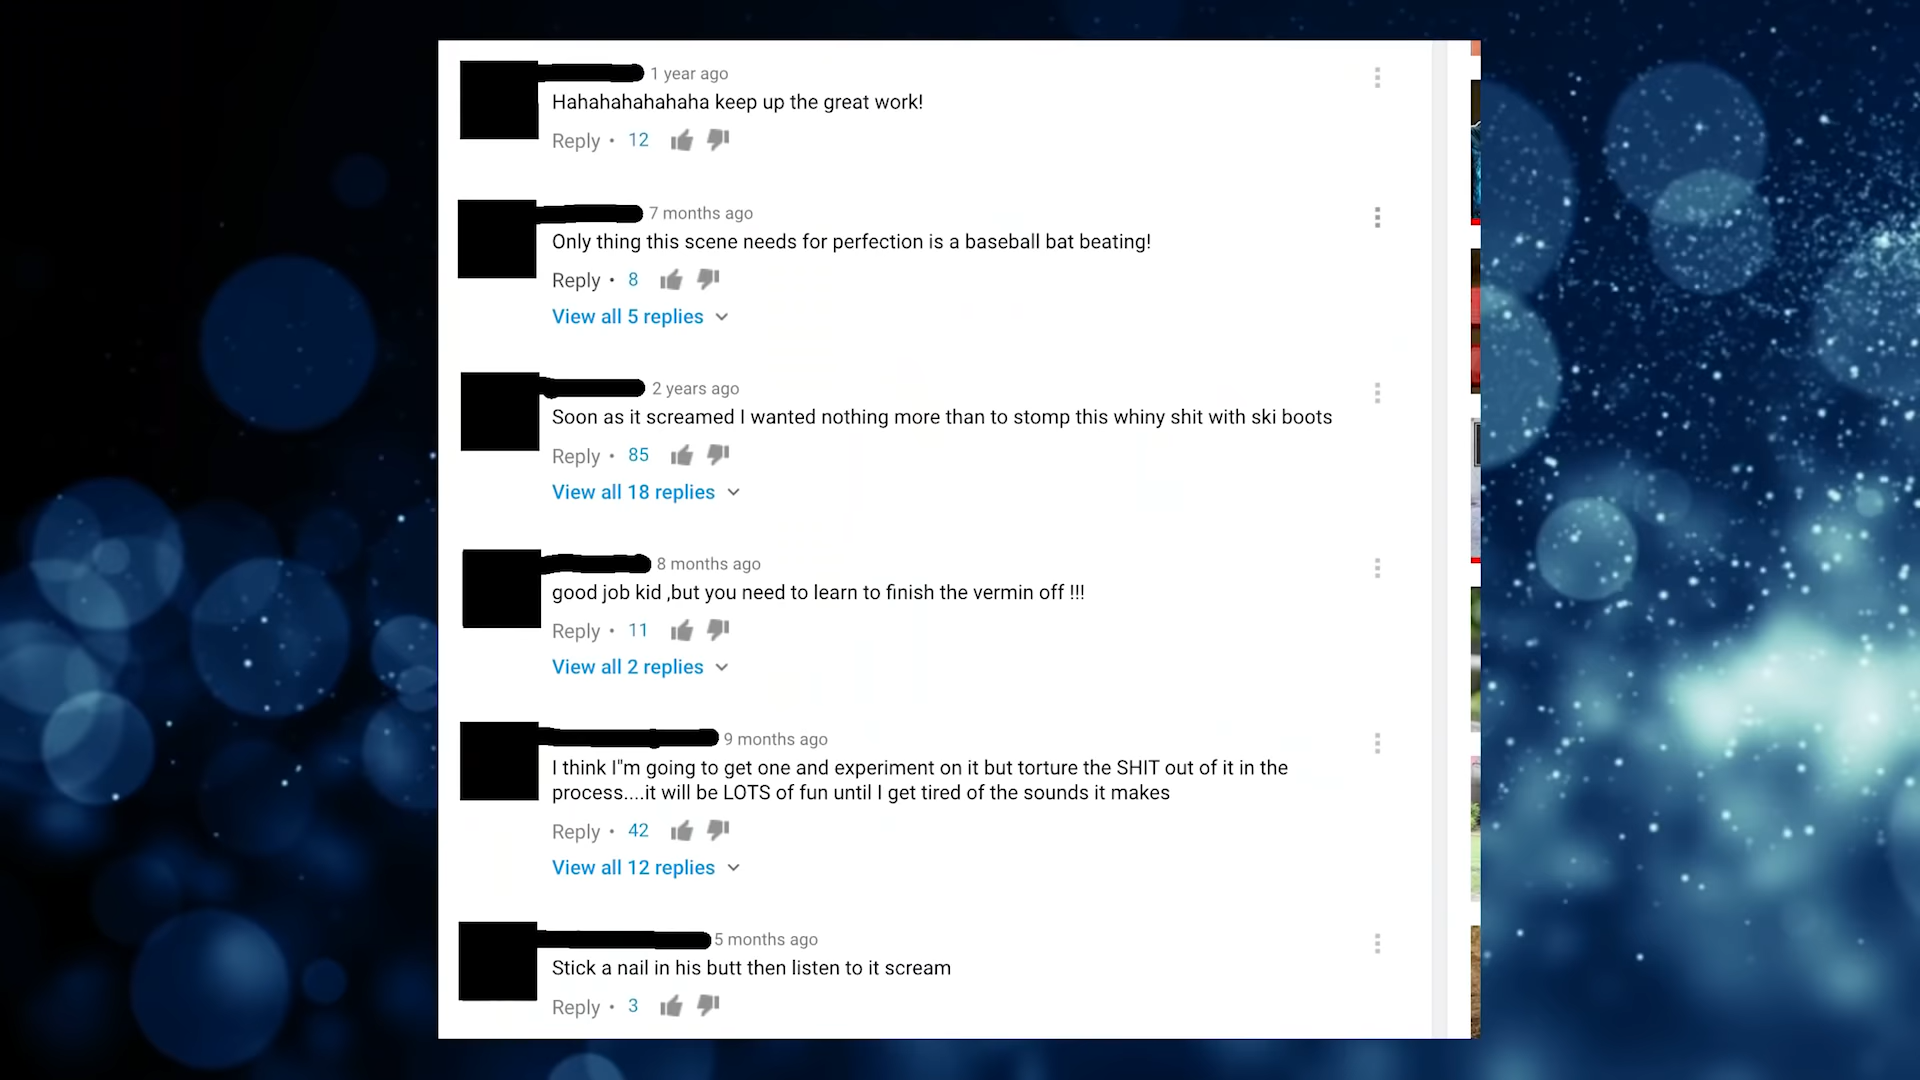 1 year ago
Hahahahahahaha keep up the great work!
Reply • 12
7 months ago
Only thing this scene needs for perfection is a baseball bat beating!
Reply • 8
View all 5 replies
2 years ago
Soon as it screamed I wanted nothing more than to stomp this whiny shit with ski boots
Reply • 85
View all 18 replies
8 months ago
good job kid ,but you need to learn to finish the vermin off !!!
Reply • 11
View all 2 replies
9 months ago
I think I"m going to get one and experiment on it but torture the SHIT out of it in the
process....it will be LOTS of fun until I get tired of the sounds it makes
Reply • 42
View all 12 replies
5 months ago
Stick a nail in his butt then listen to it scream
Reply • 3